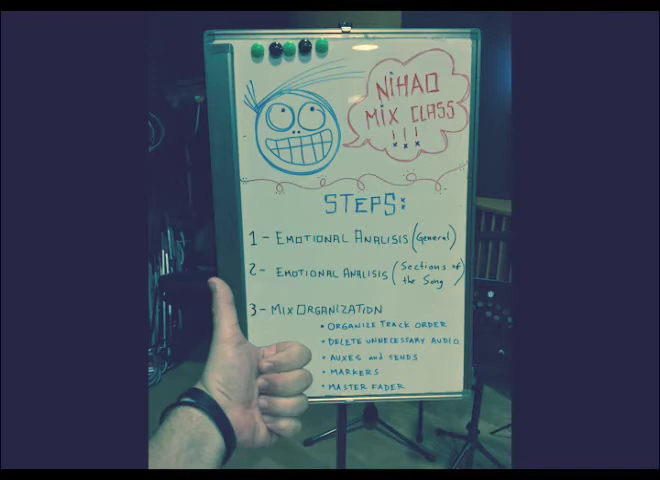 NiHAO
MiX CLASS
!!!
STEPS:
1 - EMOTIONAL ANALISIS (General)
2 - EMOTIONAL ANALISIS (Sections of
the Song)
3 - MIX ORGANIZATION
• ORGANIZE TRACK ORDER
• DELETE UNNECESSARY AUDIO
• AUXES and SENDS
• MARKERS
• MASTER FADER